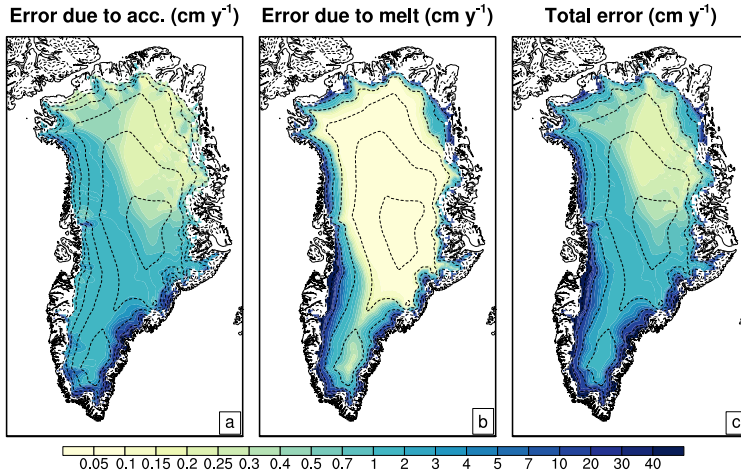 Error due to acc. (cm y⁻¹) Error due to melt (cm y⁻¹) Total error (cm y⁻¹)
a b c
0.05 0.1 0.15 0.2 0.25 0.3 0.4 0.5 0.7 1 2 3 4 5 7 10 20 30 40